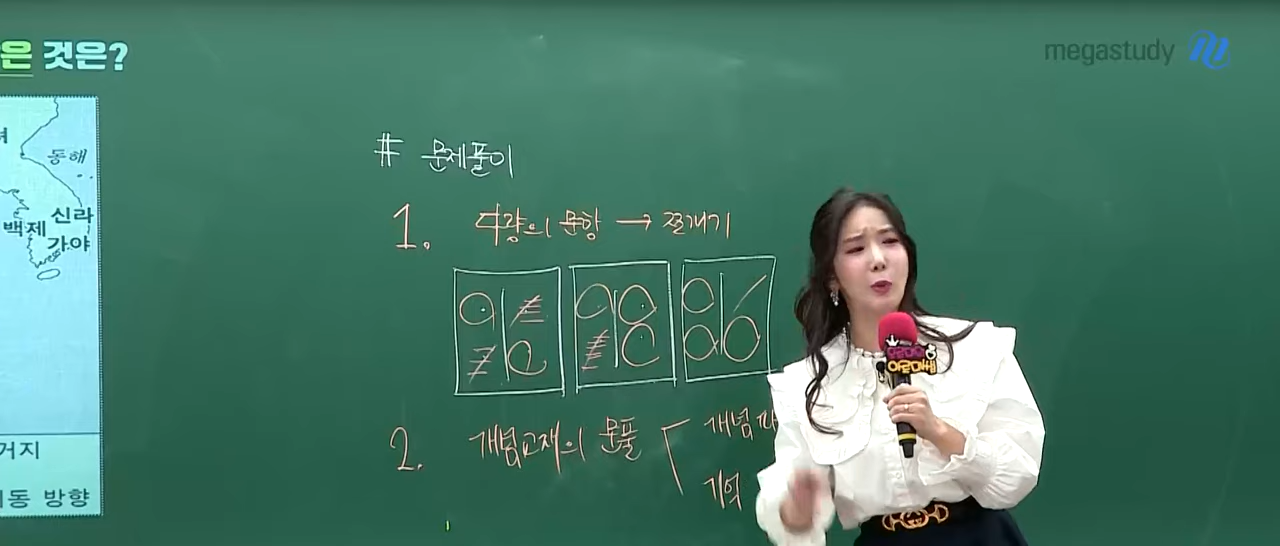 은 것은?
megastudy
동해
신라
백제
가야
거지
동 방향
# 문제풀이
1. 다량의 문항 → 쪼개기
2. 개념교재의 문풀
개념
기억